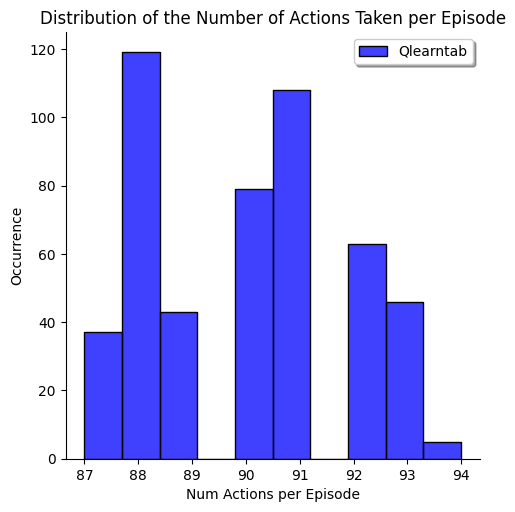 Distribution of the Number of Actions Taken per Episode
Qlearntab
Occurrence
120
100
80
60
40
20
0
87 88 89 90 91 92 93 94
Num Actions per Episode